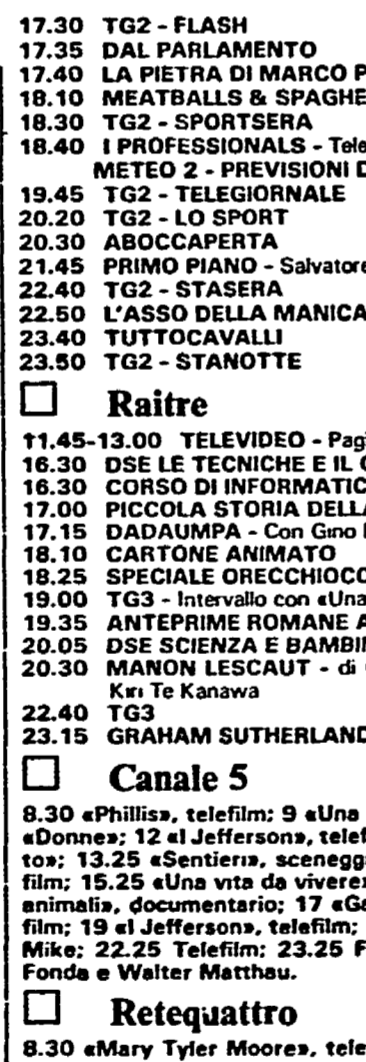 17.30 TG2 - FLASH
17.35 DAL PARLAMENTO
17.40 LA PIETRA DI MARCO P
18.10 MEATBALLS & SPAGHE
18.30 TG2 - SPORTSERA
18.40 I PROFESSIONALS - Tele
METEO 2 - PREVISIONI D
19.45 TG2 - TELEGIORNALE
20.20 TG2 - LO SPORT
20.30 ABOCCAPERTA
21.45 PRIMO PIANO - Salvatore
22.40 TG2 - STASERA
22.50 L'ASSO DELLA MANICA
23.40 TUTTOCAVALLI
23.50 TG2 - STANOTTE
Raitre
11.45-13.00 TELEVIDEO - Pagi
16.30 DSE LE TECNICHE E IL G
16.30 CORSO DI INFORMATIC
17.00 PICCOLA STORIA DELLA
17.15 DADAUMPA - Con Gino
18.10 CARTONE ANIMATO
18.25 SPECIALE ORECCHIOCC
19.00 TG3 - Intervallo con «Una
19.35 ANTEPRIME ROMANE A
20.05 DSE SCIENZA E BAMBI
20.30 MANON LESCAUT - di
Kiri Te Kanawa
22.40 TG3
23.15 GRAHAM SUTHERLAND
Canale 5
8.30 «Phillis», telefilm; 9 «Una
«Donne»; 12 «I Jefferson», telef
to»; 13.25 «Sentieri», scenegg
film; 15.25 «Una vita da vivere»
animali», documentario; 17 «Ga
film; 19 «I Jefferson», telefilm;
Mike; 22.25 Telefilm; 23.25 F
Fonda e Walter Matthau.
Retequattro
8.30 «Mary Tyler Moore», tele